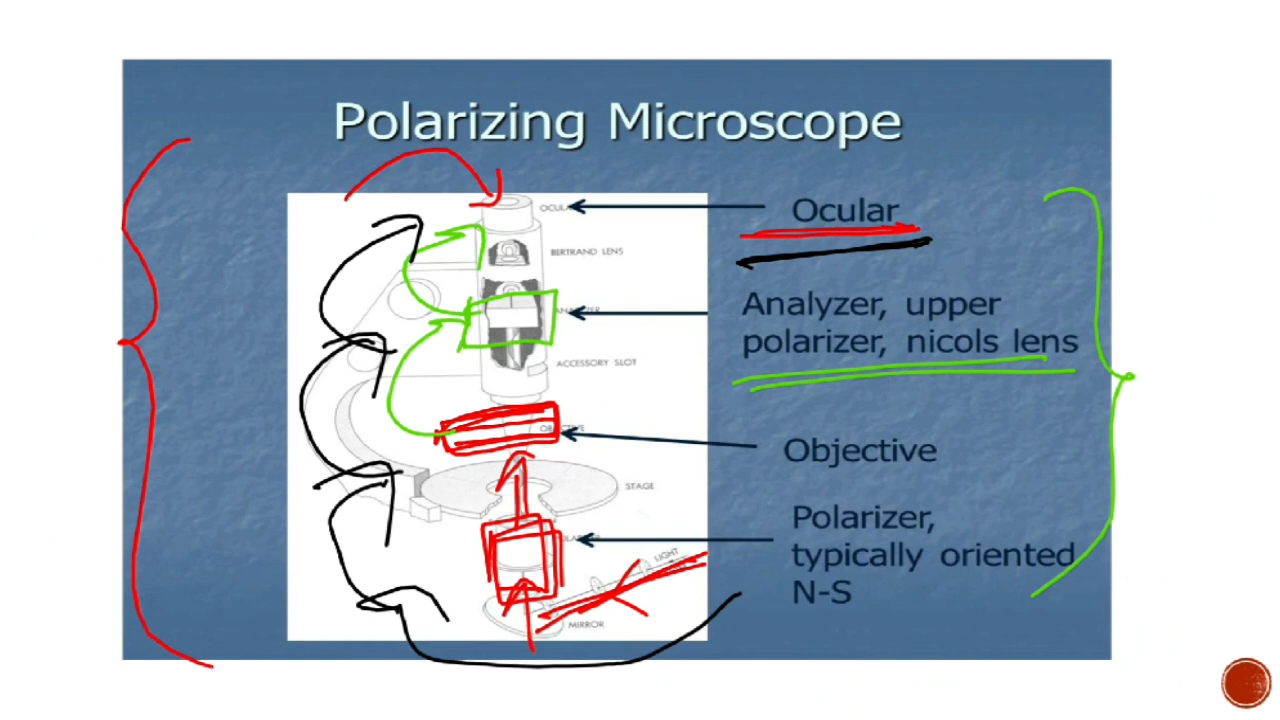 Polarizing Microscope
Ocular
BERTRAND LENS
Analyzer, upper
polarizer, nicols lens
ACCESSORY SLOT
Objective
STAGE
Polarizer,
typically oriented
N-S
LIGHT
MIRROR